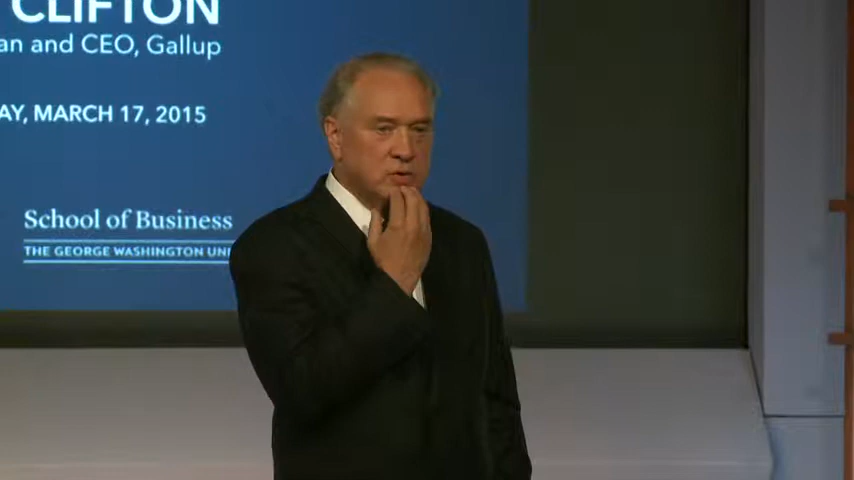 CLIFTON
an and CEO, Gallup
AY, MARCH 17, 2015
School of Business
THE GEORGE WASHINGTON UNI